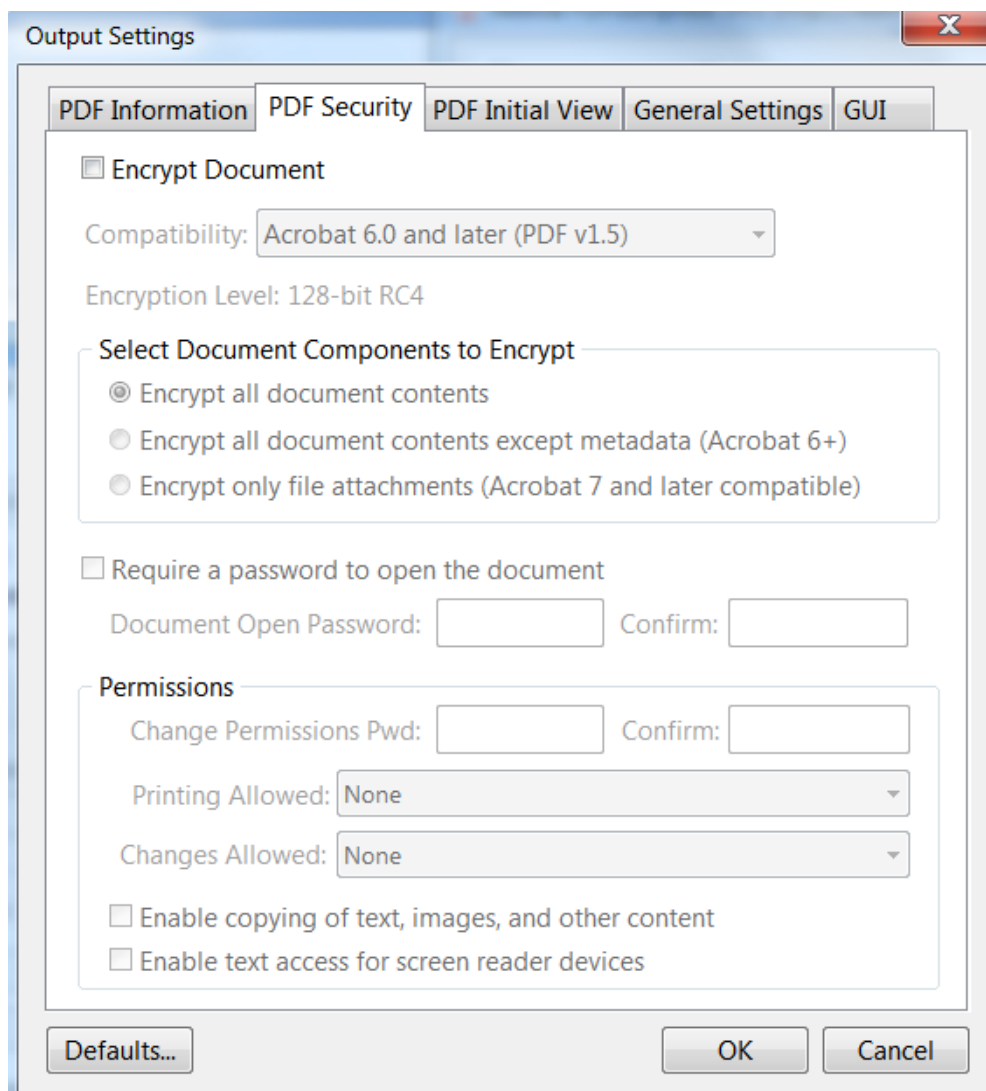 Output Settings
PDF Information PDF Security PDF Initial View General Settings GUI
Encrypt Document
Compatibility: Acrobat 6.0 and later (PDF v1.5)
Encryption Level: 128-bit RC4
Select Document Components to Encrypt
Encrypt all document contents
Encrypt all document contents except metadata (Acrobat 6+)
Encrypt only file attachments (Acrobat 7 and later compatible)
Require a password to open the document
Document Open Password: Confirm:
Permissions
Change Permissions Pwd: Confirm:
Printing Allowed: None
Changes Allowed: None
Enable copying of text, images, and other content
Enable text access for screen reader devices
Defaults... OK Cancel